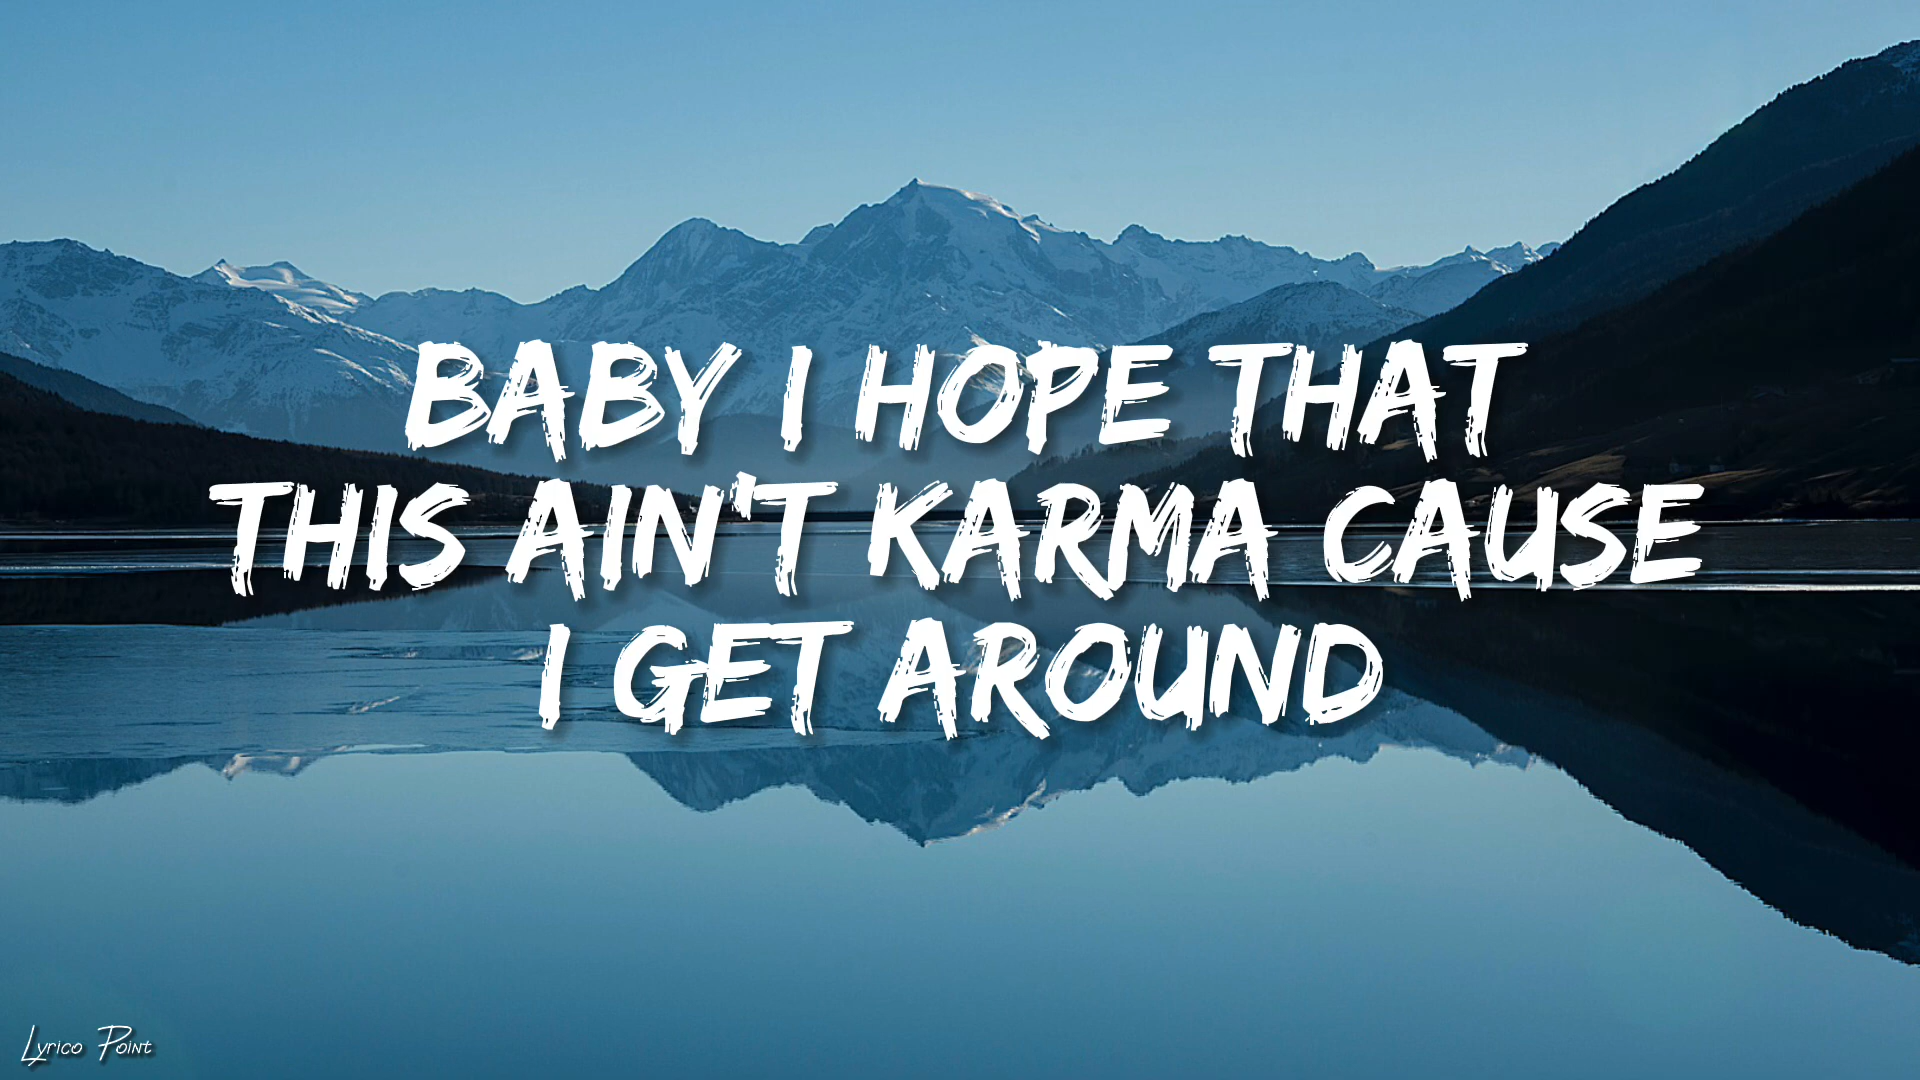 BABY I HOPE THAT
THIS AIN'T KARMA CAUSE
I GET AROUND
Lyrico Point